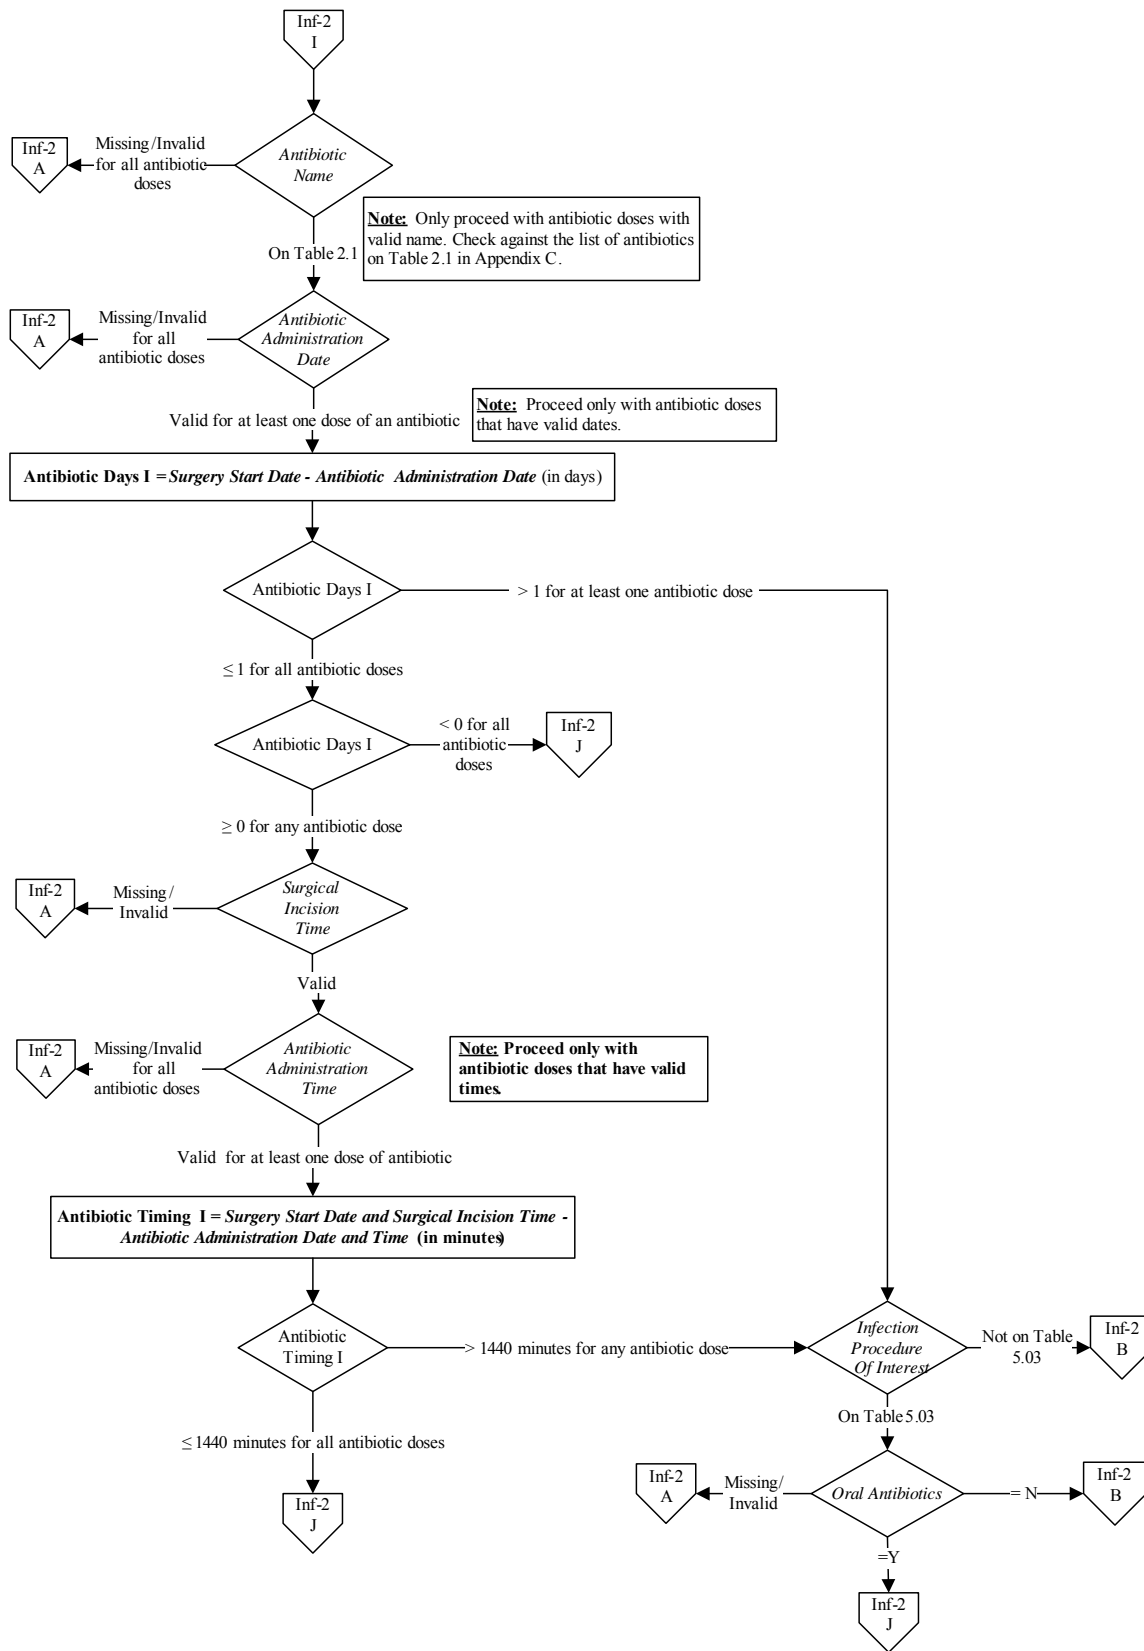 Inf-2
I
Inf-2
A
Missing/Invalid
for all antibiotic
doses
Antibiotic
Name
Note: Only proceed with antibiotic doses with
valid name. Check against the list of antibiotics
on Table 2.1 in Appendix C.
On Table 2.1
Inf-2
A
Missing/Invalid
for all
antibiotic doses
Antibiotic
Administration
Date
Note: Proceed only with antibiotic doses
that have valid dates.
Valid for at least one dose of an antibiotic
Antibiotic Days I = Surgery Start Date - Antibiotic Administration Date (in days)
Antibiotic Days I
> 1 for at least one antibiotic dose
≤ 1 for all antibiotic doses
Antibiotic Days I
< 0 for all
antibiotic
doses
Inf-2
J
≥ 0 for any antibiotic dose
Inf-2
A
Missing/
Invalid
Surgical
Incision
Time
Valid
Inf-2
A
Missing/Invalid
for all
antibiotic doses
Antibiotic
Administration
Time
Note: Proceed only with
antibiotic doses that have valid
times.
Valid for at least one dose of antibiotic
Antibiotic Timing I = Surgery Start Date and Surgical Incision Time -
Antibiotic Administration Date and Time (in minutes)
Antibiotic
Timing I
> 1440 minutes for any antibiotic dose
Infection
Procedure
Of Interest
Not on Table
5.03
Inf-2
B
On Table 5.03
≤ 1440 minutes for all antibiotic doses
Inf-2
J
Inf-2
A
Missing/
Invalid
Oral Antibiotics
= N
Inf-2
B
=Y
Inf-2
J